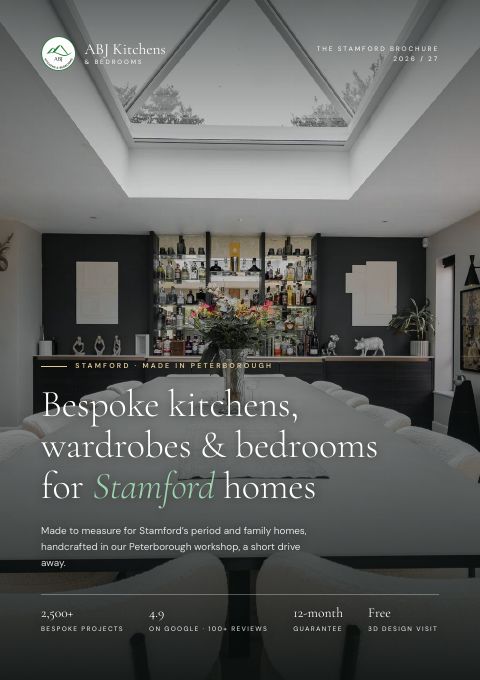 ABJ
ABJ Kitchens
& BEDROOMS
THE STAMFORD BROCHURE
2026 / 27
STAMFORD · MADE IN PETERBOROUGH
Bespoke kitchens,
wardrobes & bedrooms
for Stamford homes
Made to measure for Stamford's period and family homes,
handcrafted in our Peterborough workshop, a short drive
away.
2,500+ 4.9 12-month Free
BESPOKE PROJECTS ON GOOGLE · 100+ REVIEWS GUARANTEE 3D DESIGN VISIT